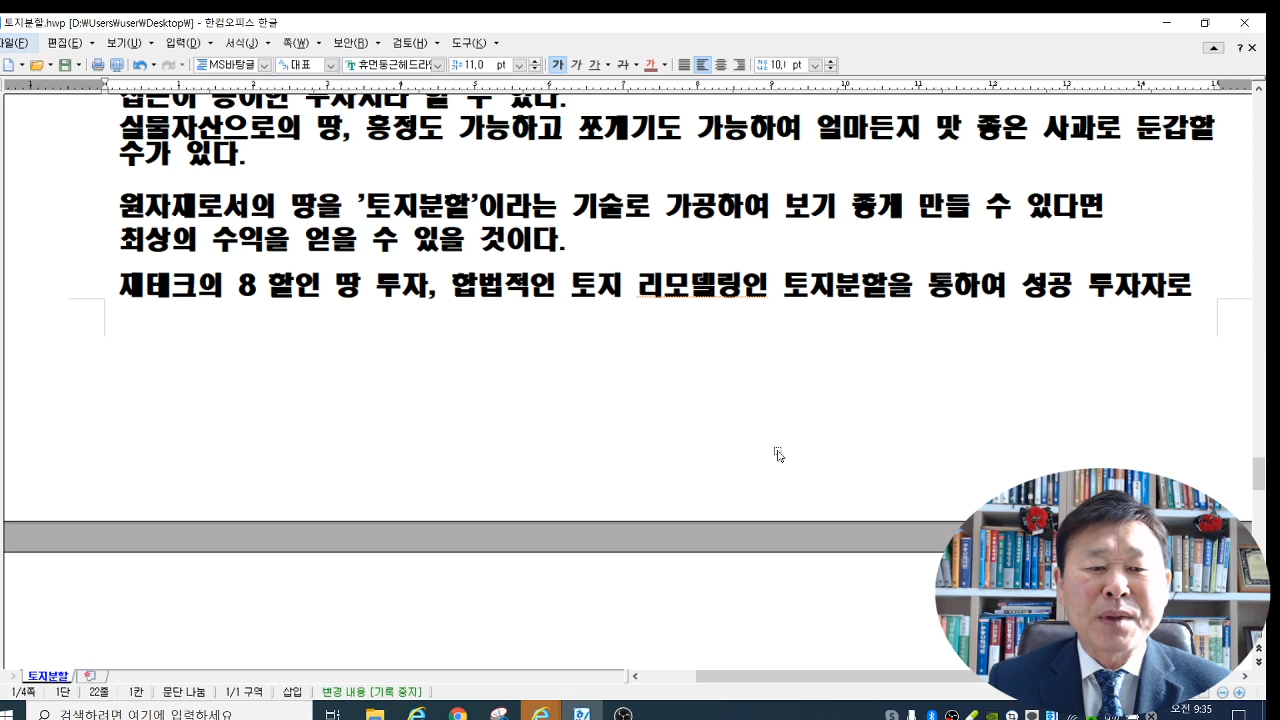 토지분할.hwp [D:\Users\user\Desktop\] - 한컴오피스 한글
파일(F) 편집(E) 보기(U) 입력(D) 서식(J) 쪽(W) 보안(B) 검토(H) 도구(K)
MS바탕글 대표 휴먼둥근헤드라인 11,0 pt 가 가 가 가 가
실물자산으로의 땅, 흥정도 가능하고 쪼개기도 가능하여 얼마든지 맛 좋은 사과로 둔갑할
수가 있다.
원자재로서의 땅을 '토지분할'이라는 기술로 가공하여 보기 좋게 만들 수 있다면
최상의 수익을 얻을 수 있을 것이다.
재테크의 8 할인 땅 투자, 합법적인 토지 리모델링인 토지분할을 통하여 성공 투자자로
토지분할
1/4쪽 1단 22줄 1칸 문단 나눔 1/1 구역 삽입 변경 내용 [기록 중지]
검색하려면 여기에 입력하세요 오전 9:35